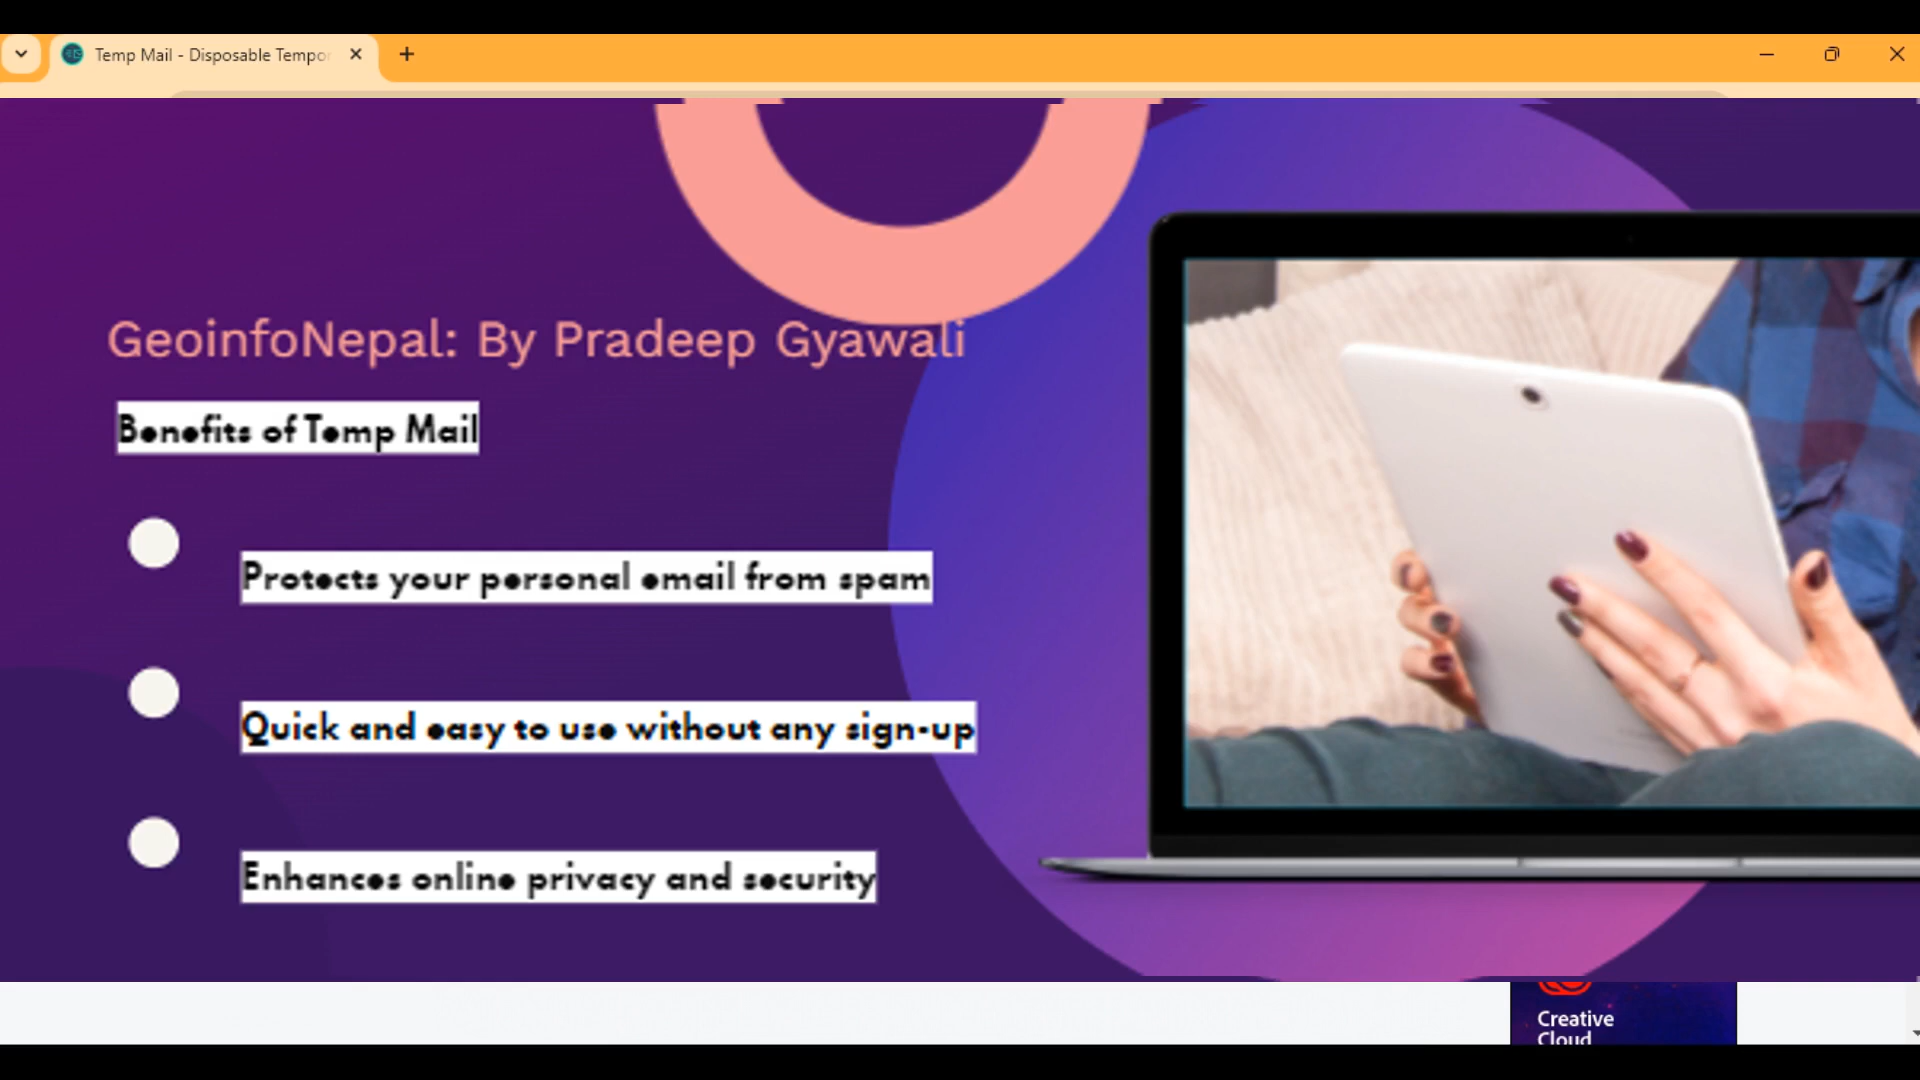 Temp Mail - Disposable Tempor
GeoinfoNepal: By Pradeep Gyawali
Benefits of Temp Mail
Protects your personal email from spam
Quick and easy to use without any sign-up
Enhances online privacy and security
Creative
Cloud